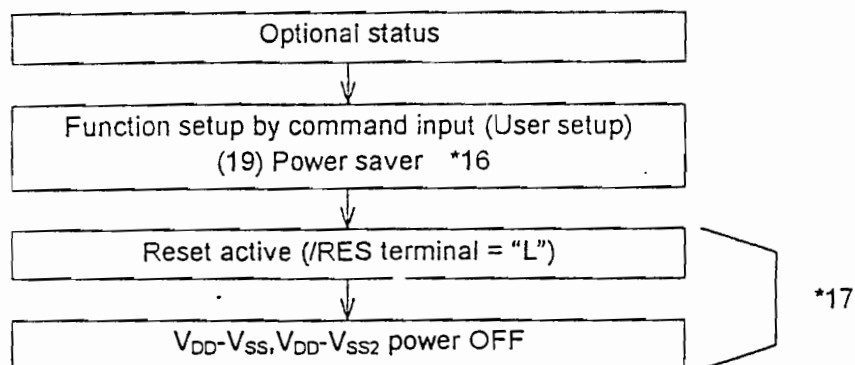 Optional status
Function setup by command input (User setup)
(19) Power saver *16
Reset active (/RES terminal = “L”)
*17
V_DD-V_SS,V_DD-V_SS2 power OFF